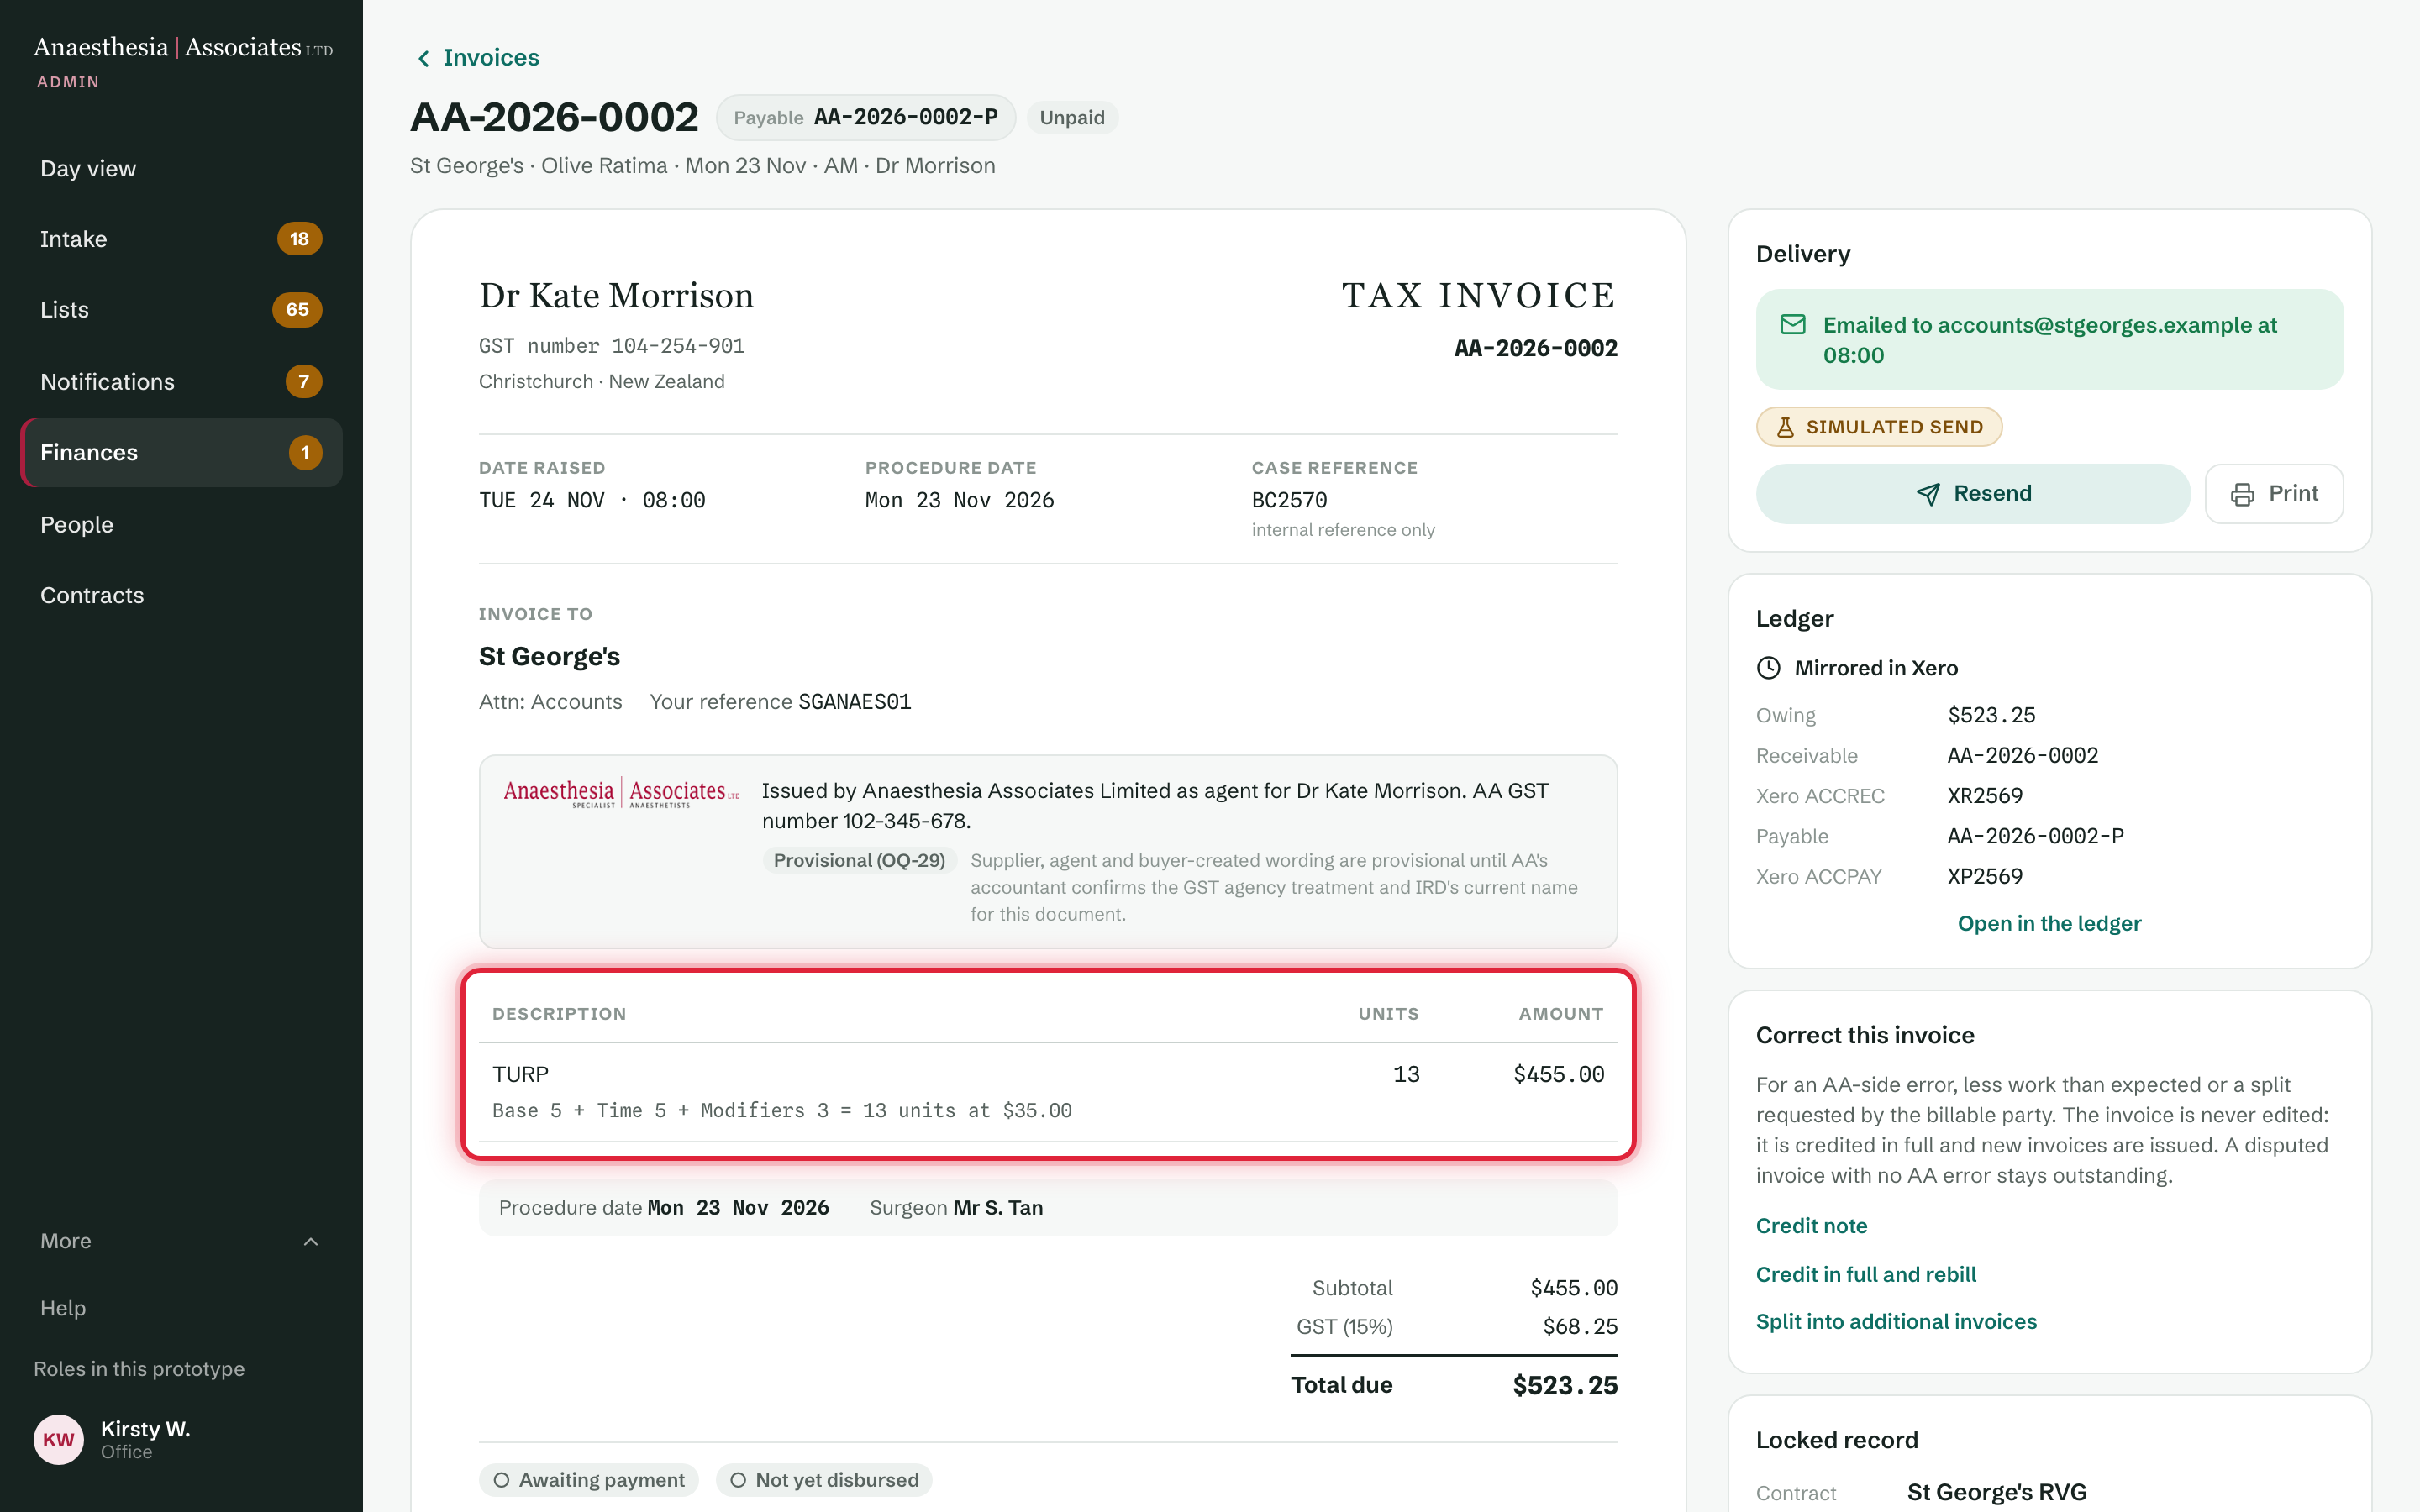 Anaesthesia | Associates LTD
ADMIN
Day view
Intake 18
Lists 65
Notifications 7
Finances 1
People
Contracts
More
Help
Roles in this prototype
KW
Kirsty W.
Office
Invoices
AA-2026-0002 Payable AA-2026-0002-P Unpaid
St George's · Olive Ratima · Mon 23 Nov · AM · Dr Morrison
Dr Kate Morrison
GST number 104-254-901
Christchurch · New Zealand
TAX INVOICE
AA-2026-0002
DATE RAISED
TUE 24 NOV · 08:00
PROCEDURE DATE
Mon 23 Nov 2026
CASE REFERENCE
BC2570
internal reference only
INVOICE TO
St George's
Attn: Accounts Your reference SGANAES01
Anaesthesia | Associates LTD
SPECIALIST ANAESTHETISTS
Issued by Anaesthesia Associates Limited as agent for Dr Kate Morrison. AA GST
number 102-345-678.
Provisional (OQ-29)
Supplier, agent and buyer-created wording are provisional until AA's
accountant confirms the GST agency treatment and IRD's current name
for this document.
DESCRIPTION UNITS AMOUNT
TURP 13 $455.00
Base 5 + Time 5 + Modifiers 3 = 13 units at $35.00
Procedure date Mon 23 Nov 2026 Surgeon Mr S. Tan
Subtotal $455.00
GST (15%) $68.25
Total due $523.25
Awaiting payment Not yet disbursed
Delivery
Emailed to accounts@stgeorges.example at
08:00
SIMULATED SEND
Resend Print
Ledger
Mirrored in Xero
Owing $523.25
Receivable AA-2026-0002
Xero ACCREC XR2569
Payable AA-2026-0002-P
Xero ACCPAY XP2569
Open in the ledger
Correct this invoice
For an AA-side error, less work than expected or a split
requested by the billable party. The invoice is never edited:
it is credited in full and new invoices are issued. A disputed
invoice with no AA error stays outstanding.
Credit note
Credit in full and rebill
Split into additional invoices
Locked record
Contract St George's RVG